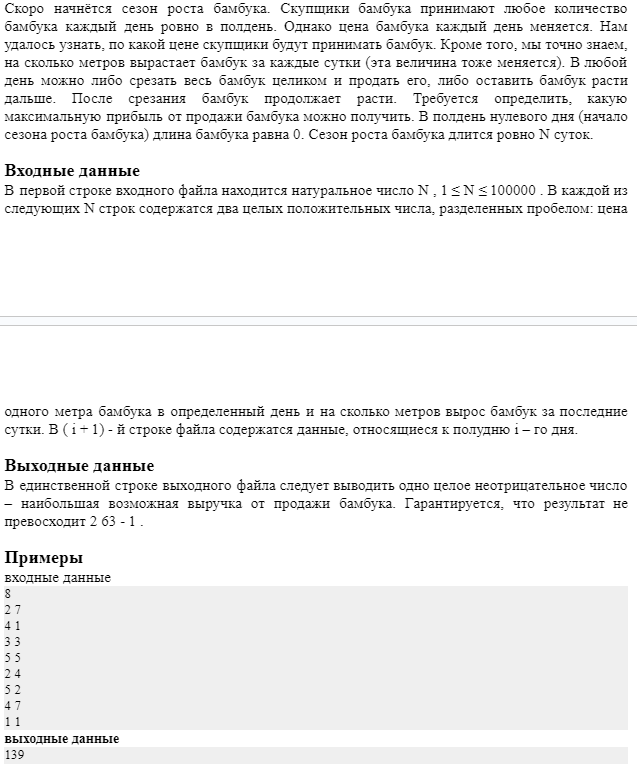 Скоро начнётся сезон роста бамбука. Скупщики бамбука принимают любое количество
бамбука каждый день ровно в полдень. Однако цена бамбука каждый день меняется. Нам
удалось узнать, по какой цене скупщики будут принимать бамбук. Кроме того, мы точно знаем,
на сколько метров вырастает бамбук за каждые сутки (эта величина тоже меняется). В любой
день можно либо срезать весь бамбук целиком и продать его, либо оставить бамбук расти
дальше. После срезания бамбук продолжает расти. Требуется определить, какую
максимальную прибыль от продажи бамбука можно получить. В полдень нулевого дня (начало
сезона роста бамбука) длина бамбука равна 0. Сезон роста бамбука длится ровно N суток.
Входные данные
В первой строке входного файла находится натуральное число N , 1 ≤ N ≤ 100000 . В каждой из
следующих N строк содержатся два целых положительных числа, разделенных пробелом: цена
одного метра бамбука в определенный день и на сколько метров вырос бамбук за последние
сутки. В ( i + 1) - й строке файла содержатся данные, относящиеся к полудню i – го дня.
Выходные данные
В единственной строке выходного файла следует выводить одно целое неотрицательное число
– наибольшая возможная выручка от продажи бамбука. Гарантируется, что результат не
превосходит 2 63 - 1 .
Примеры
входные данные
8
2 7
4 1
3 3
5 5
2 4
5 2
4 7
1 1
выходные данные
139